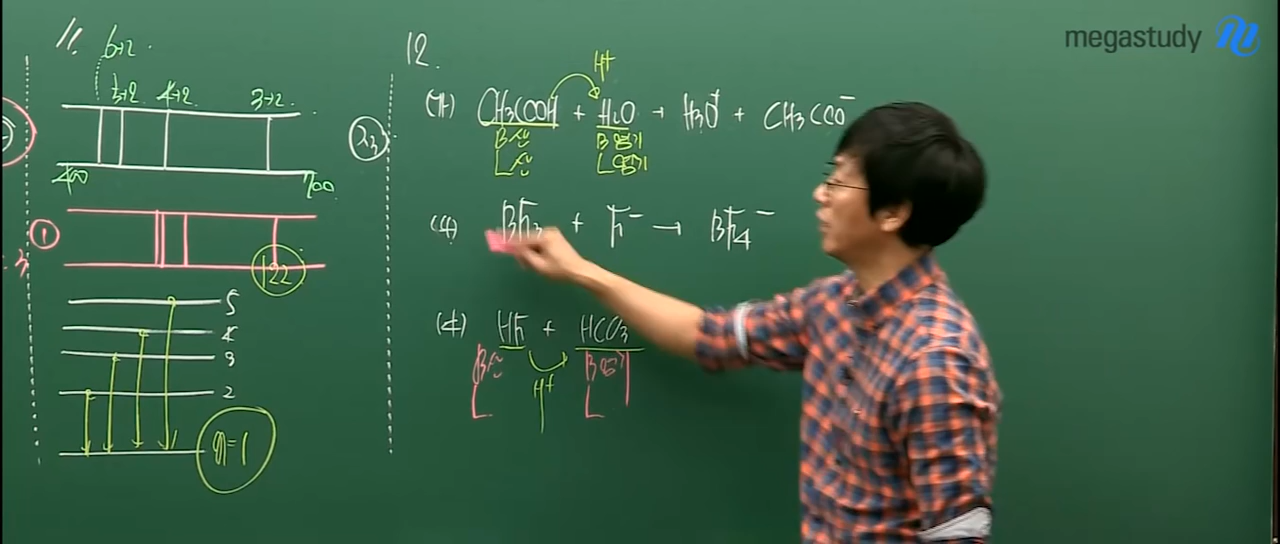 megastudy
11.
6→2
5→2 4→2 3→2
400 700
①
122
5
4
3
2
n=1
12.
H+
(가) CH3COOH + H2O → H3O+ + CH3COO-
B산 B염기
L산 L염기
(나) BF3 + F- → BF4-
(다) HF + HCO3
B산 B염기
H+
L L